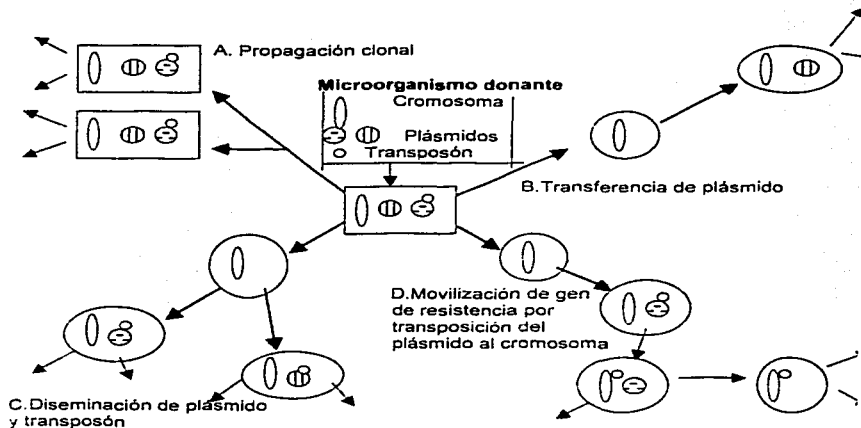 A. Propagación clonal
Microorganismo donante
Cromosoma
Plásmidos
Transposón
B.Transferencia de plásmido
D.Movilización de gen
de resistencia por
transposición del
plásmido al cromosoma
C.Diseminación de plásmido
y transposón